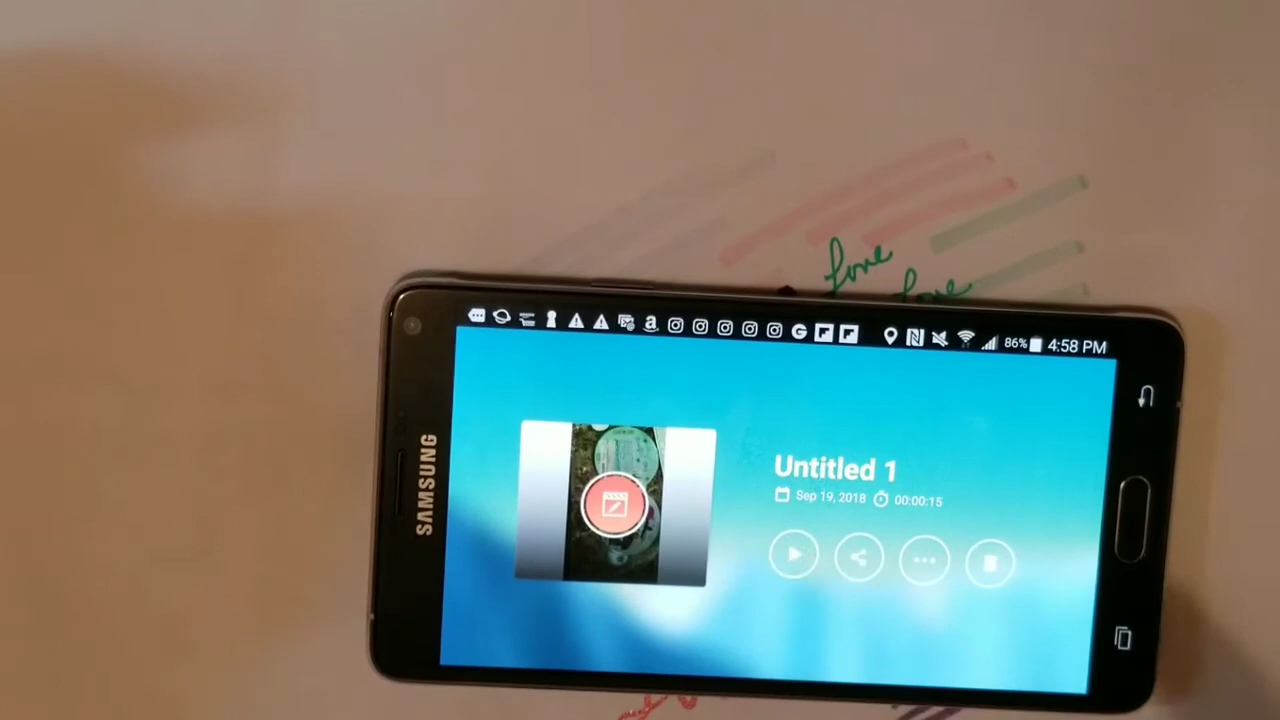 love
love
86% 4:58 PM
SAMSUNG
Untitled 1
Sep 19, 2018 00:00:15